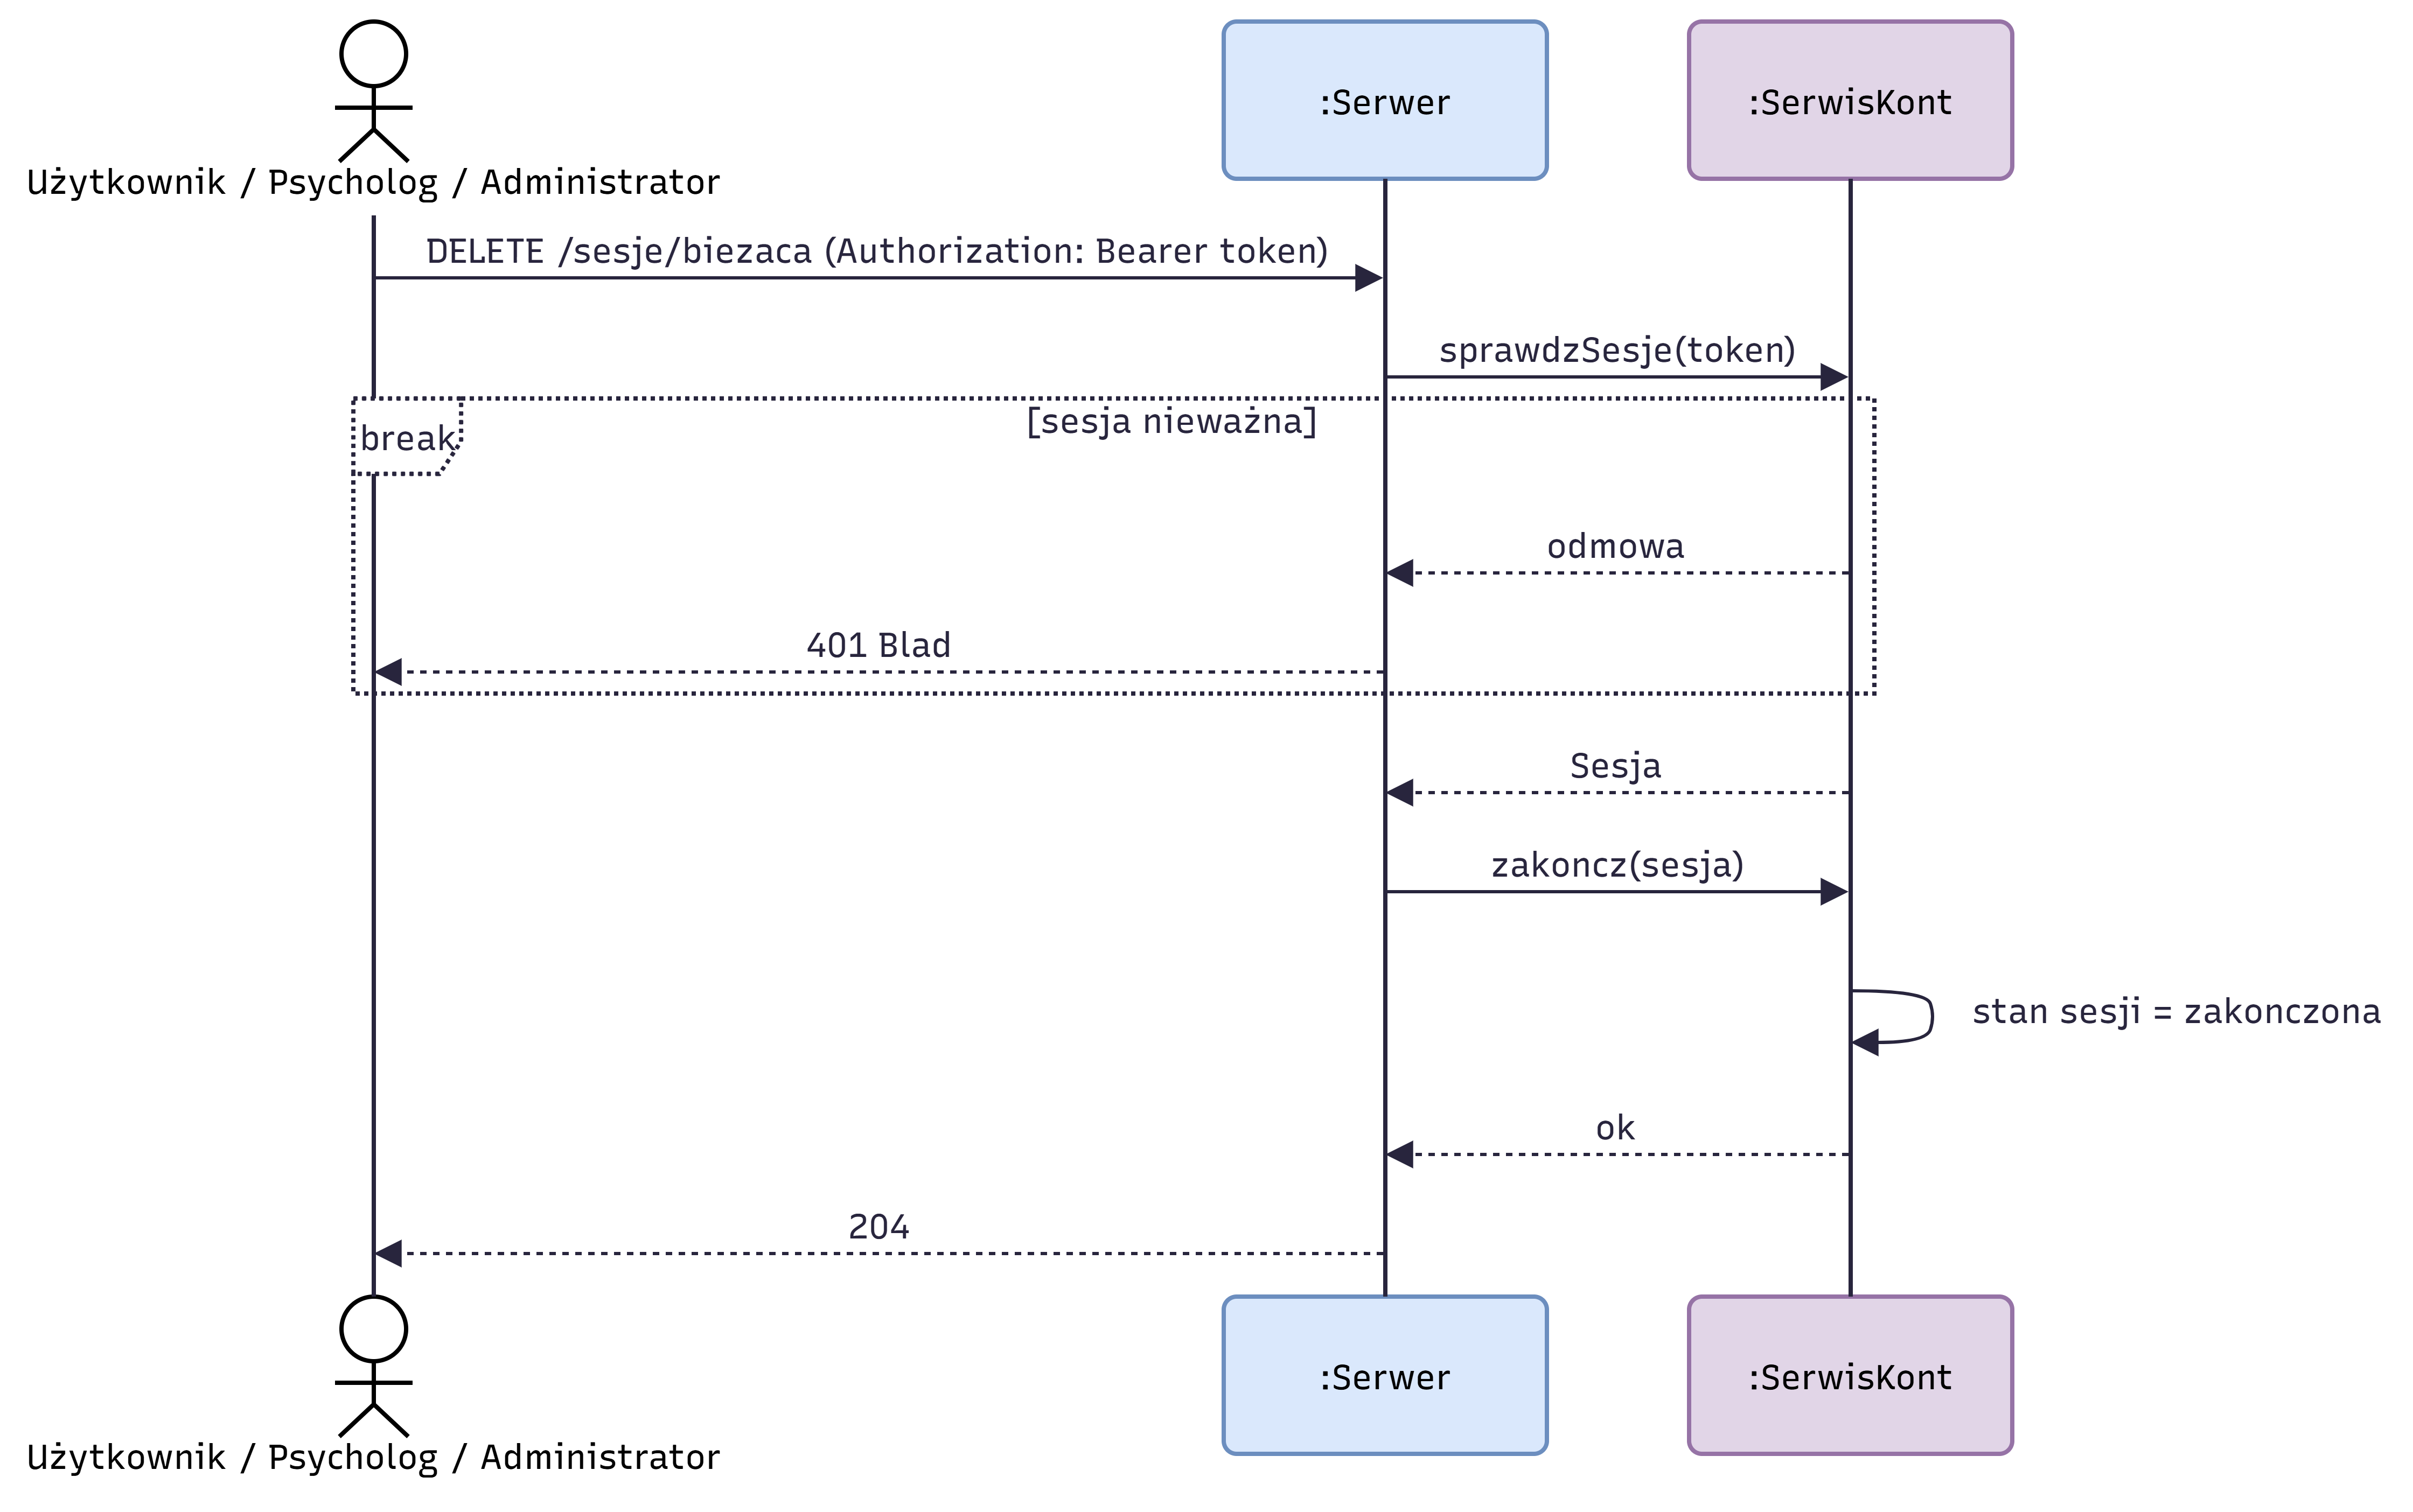 Użytkownik / Psycholog / Administrator
:Serwer
:SerwisKont
DELETE /sesje/biezaca (Authorization: Bearer token)
sprawdzSesje(token)
break
[sesja nieważna]
odmowa
401 Blad
Sesja
zakoncz(sesja)
stan sesji = zakonczona
ok
204
Użytkownik / Psycholog / Administrator
:Serwer
:SerwisKont